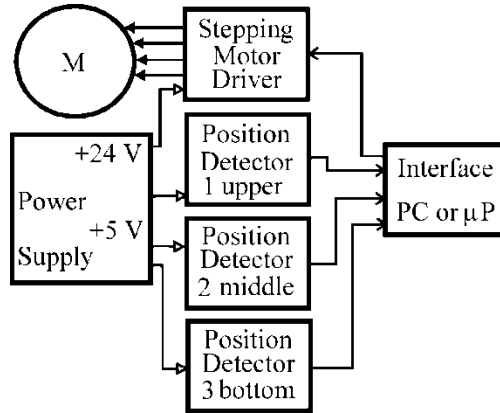 M
Stepping
Motor
Driver
+24 V
Power
+5 V
Supply
Position
Detector
1 upper
Position
Detector
2 middle
Position
Detector
3 bottom
Interface
PC or µP